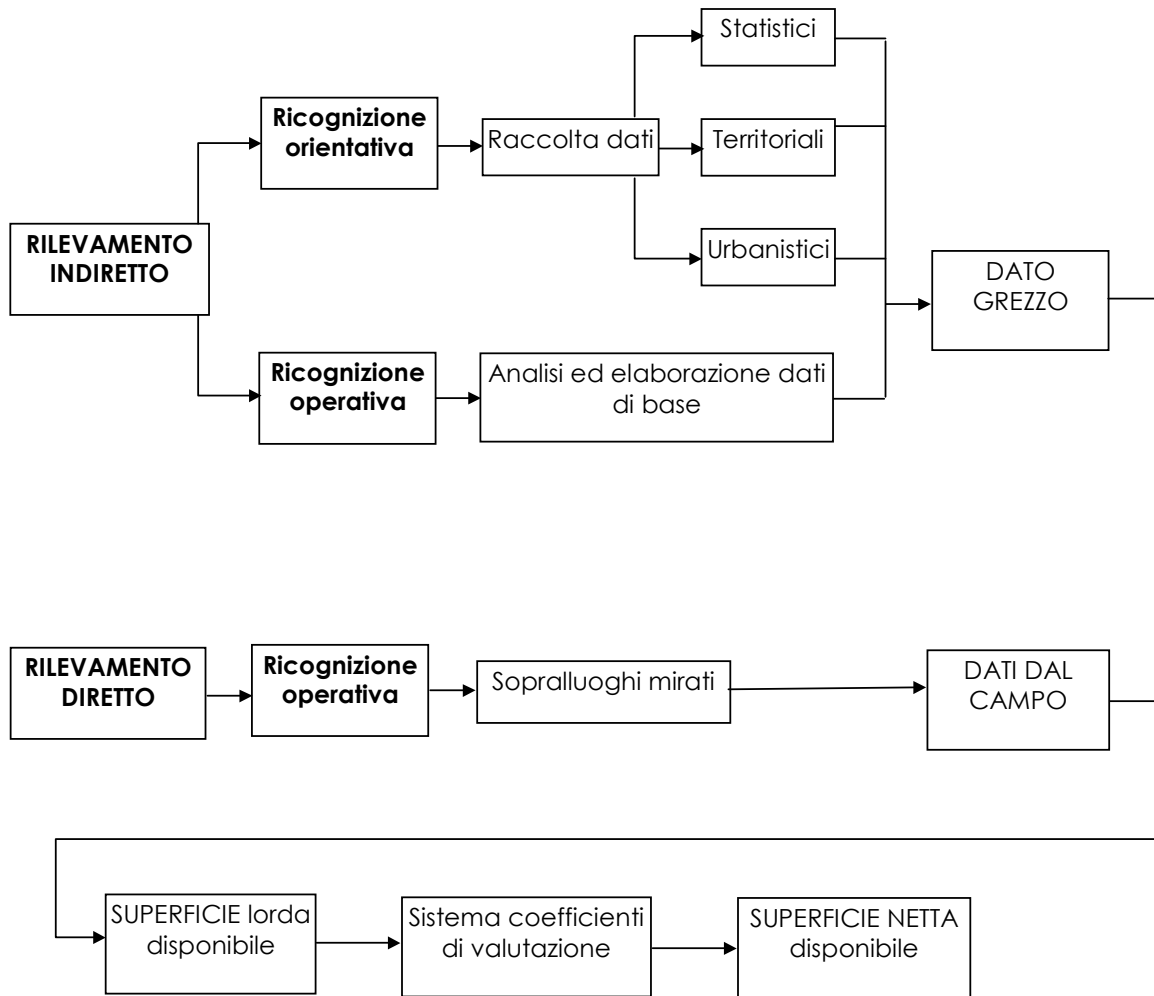 Statistici
Ricognizione
orientativa
Raccolta dati
Territoriali
RILEVAMENTO
INDIRETTO
Urbanistici
DATO
GREZZO
Ricognizione
operativa
Analisi ed elaborazione dati
di base
RILEVAMENTO
DIRETTO
Ricognizione
operativa
Sopralluoghi mirati
DATI DAL
CAMPO
SUPERFICIE lorda
disponibile
Sistema coefficienti
di valutazione
SUPERFICIE NETTA
disponibile